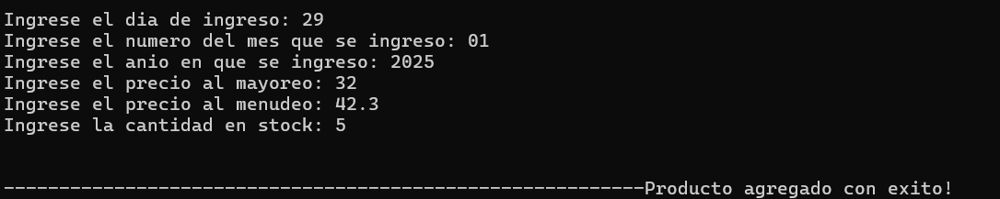 Ingrese el dia de ingreso: 29
Ingrese el numero del mes que se ingreso: 01
Ingrese el anio en que se ingreso: 2025
Ingrese el precio al mayoreo: 32
Ingrese el precio al menudeo: 42.3
Ingrese la cantidad en stock: 5
----------------------------------------------------------Producto agregado con exito!